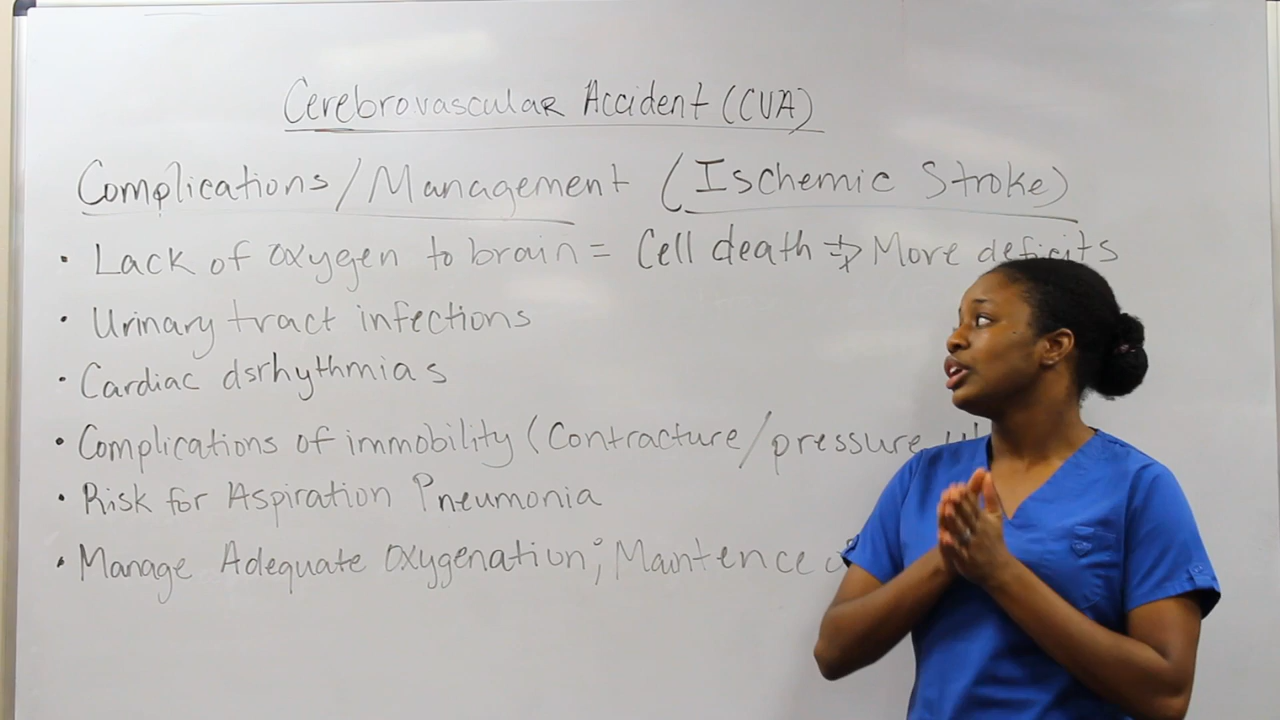 Cerebrovascular Accident (CVA)
Complications/Management (Ischemic Stroke)
• Lack of oxygen to brain = Cell death → More deficits
• Urinary tract infections
• Cardiac dsrhythmias
• Complications of immobility (Contracture/pressure
• Risk for Aspiration Pneumonia
• Manage Adequate Oxygenation; Maintence